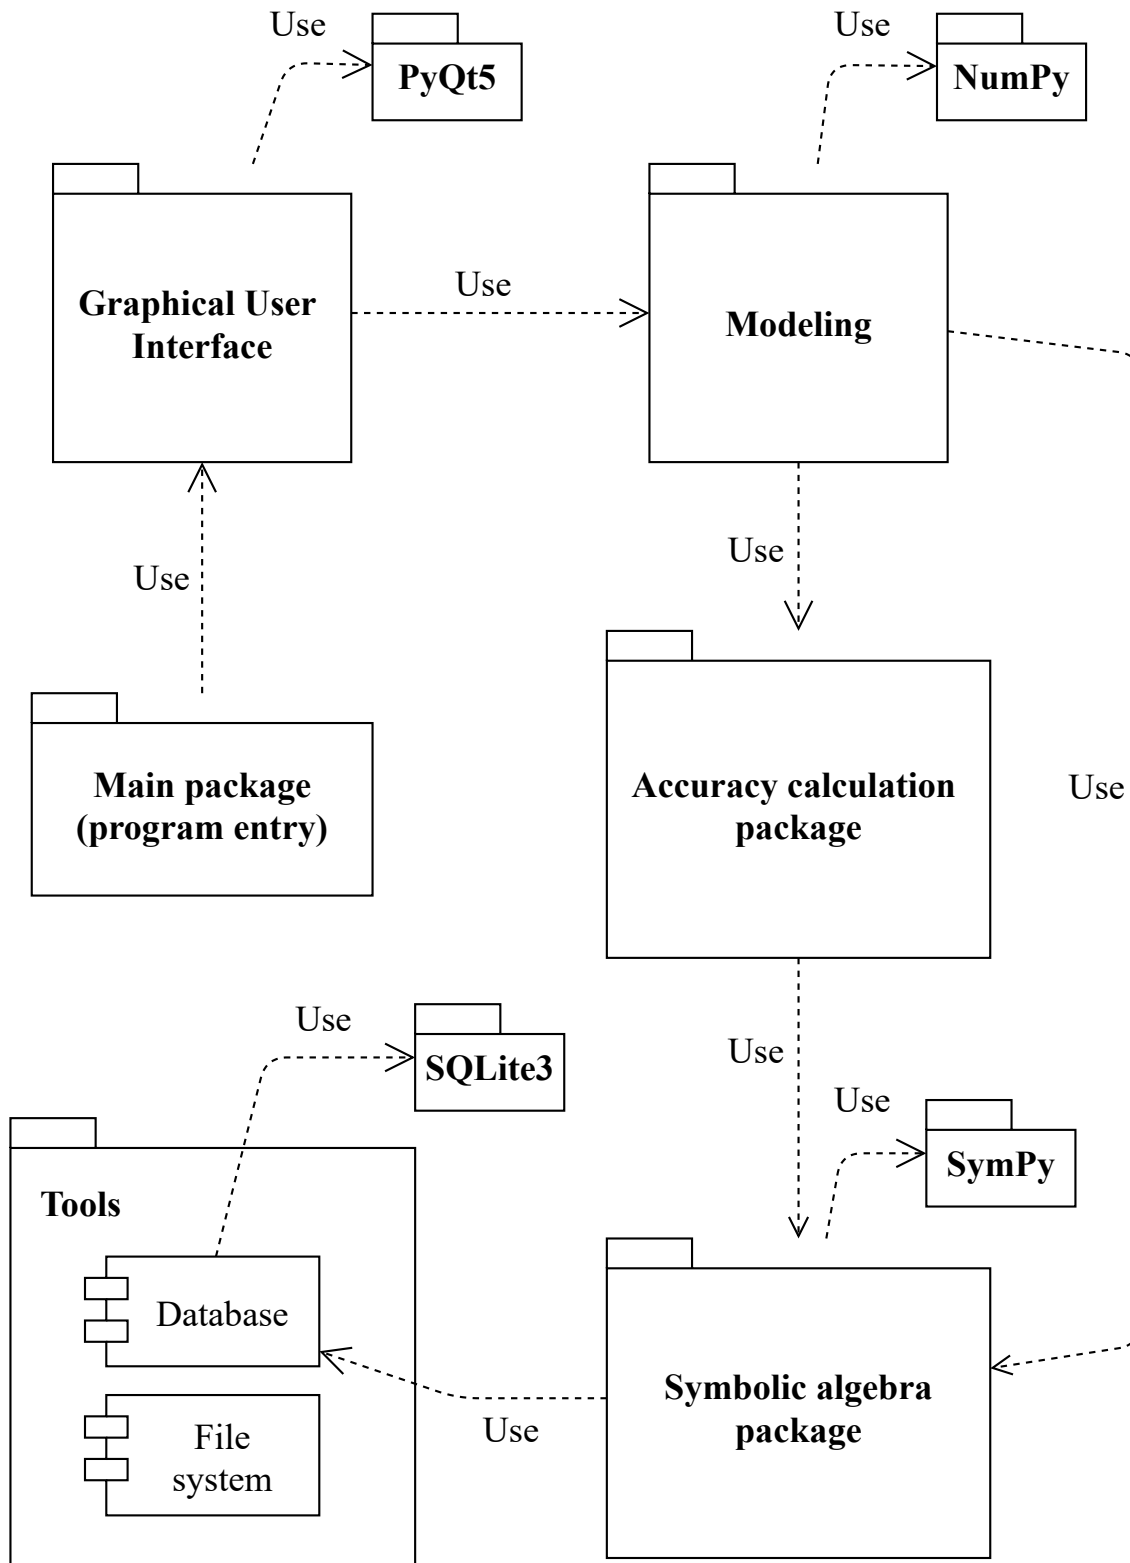 Use
Use
PyQt5
NumPy
Use
Graphical User
Interface
Modeling
Use
Use
Main package
(program entry)
Accuracy calculation
package
Use
Use
SQLite3
Use
Use
SymPy
Tools
Database
Symbolic algebra
package
Use
File
system